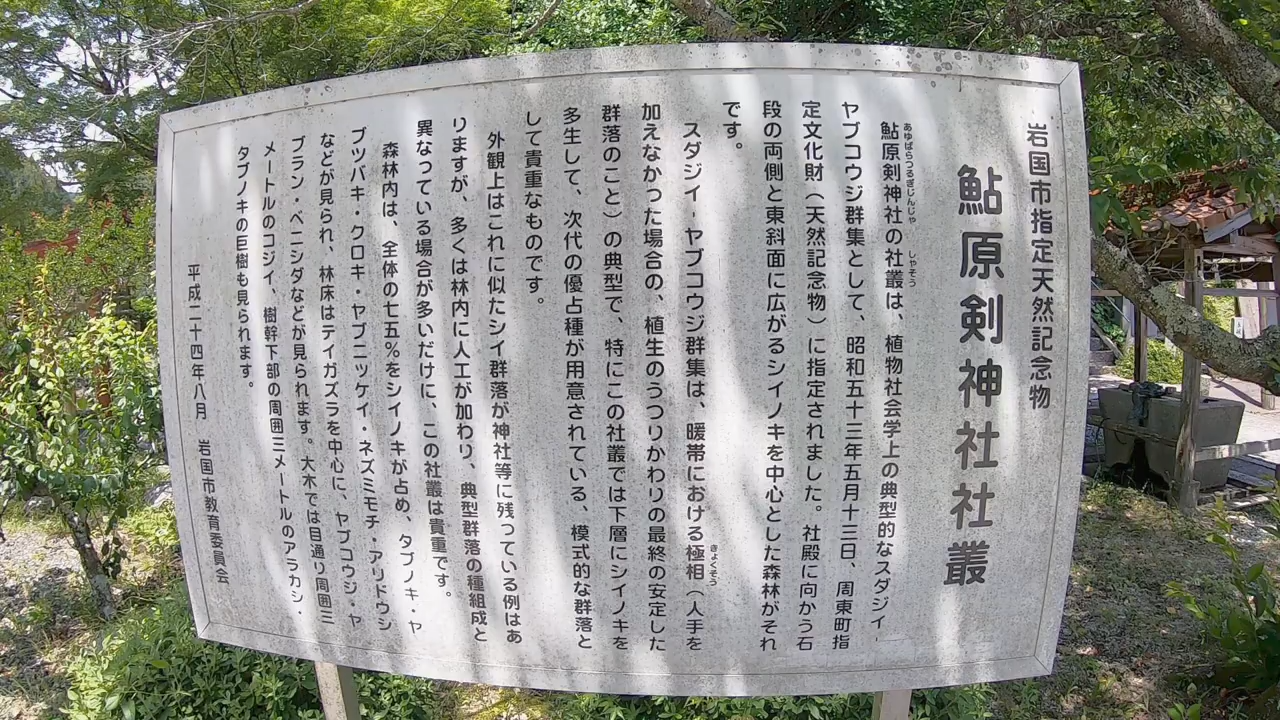 岩国市指定天然記念物
鮎原剣神社社叢
あゆばらつるぎじんじゃ しゃそう
鮎原剣神社の社叢は、植物社会学上の典型的なスダジイ-
ヤブコウジ群集として、昭和五十三年五月十三日、周東町指
定文化財（天然記念物）に指定されました。社殿に向かう石
段の両側と東斜面に広がるシイノキを中心とした森林がそれ
です。
きょくそう
スダジイ-ヤブコウジ群集は、暖帯における極相（人手を
加えなかった場合の、植生のうつりかわりの最終の安定した
群落のこと）の典型で、特にこの社叢では下層にシイノキを
多生して、次代の優占種が用意されている、模式的な群落と
して貴重なものです。
外観上はこれに似たシイ群落が神社等に残っている例はあ
りますが、多くは林内に人工が加わり、典型群落の種組成と
異なっている場合が多いだけに、この社叢は貴重です。
森林内は、全体の七五%をシイノキが占め、タブノキ・ヤ
ブツバキ・クロキ・ヤブニッケイ・ネズミモチ・アリドウシ
などが見られ、林床はテイカズラを中心に、ヤブコウジ・ヤ
ブラン・ベニシダなどが見られます。大木では目通り周囲三
メートルのコジイ、樹幹下部の周囲三メートルのアラカシ・
タブノキの巨樹も見られます。
平成二十四年八月 岩国市教育委員会